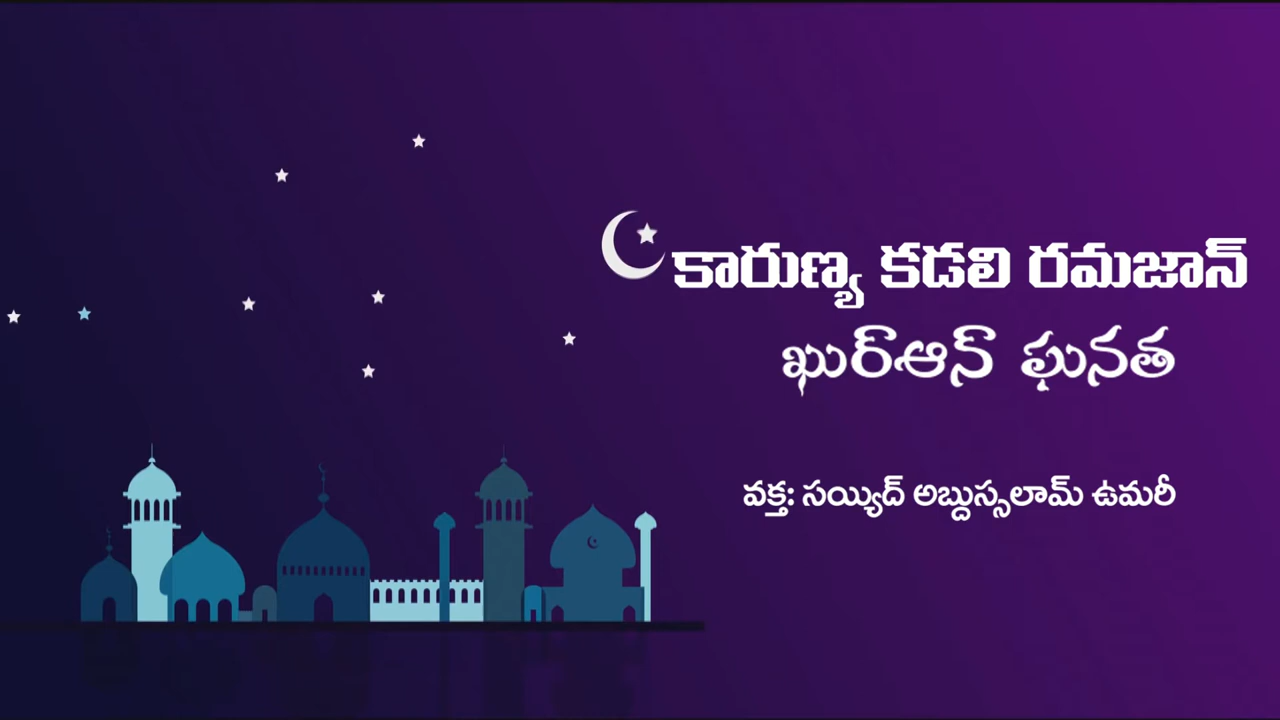 కారుణ్య కడలి రమజాన్
ఖుర్ఆన్ ఘనత
వక్త: సయ్యిద్ అబ్దుస్సలామ్ ఉమరీ